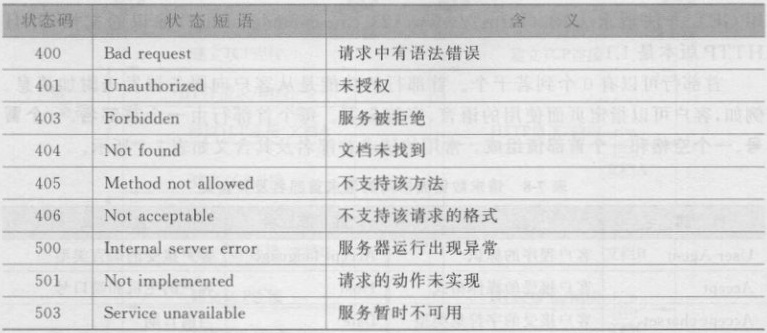 状态码 状态短语 含 义
400 Bad request 请求中有语法错误
401 Unauthorized 未授权
403 Forbidden 服务被拒绝
404 Not found 文档未找到
405 Method not allowed 不支持该方法
406 Not acceptable 不支持该请求的格式
500 Internal server error 服务器运行出现异常
501 Not implemented 请求的动作未实现
503 Service unavailable 服务暂时不可用